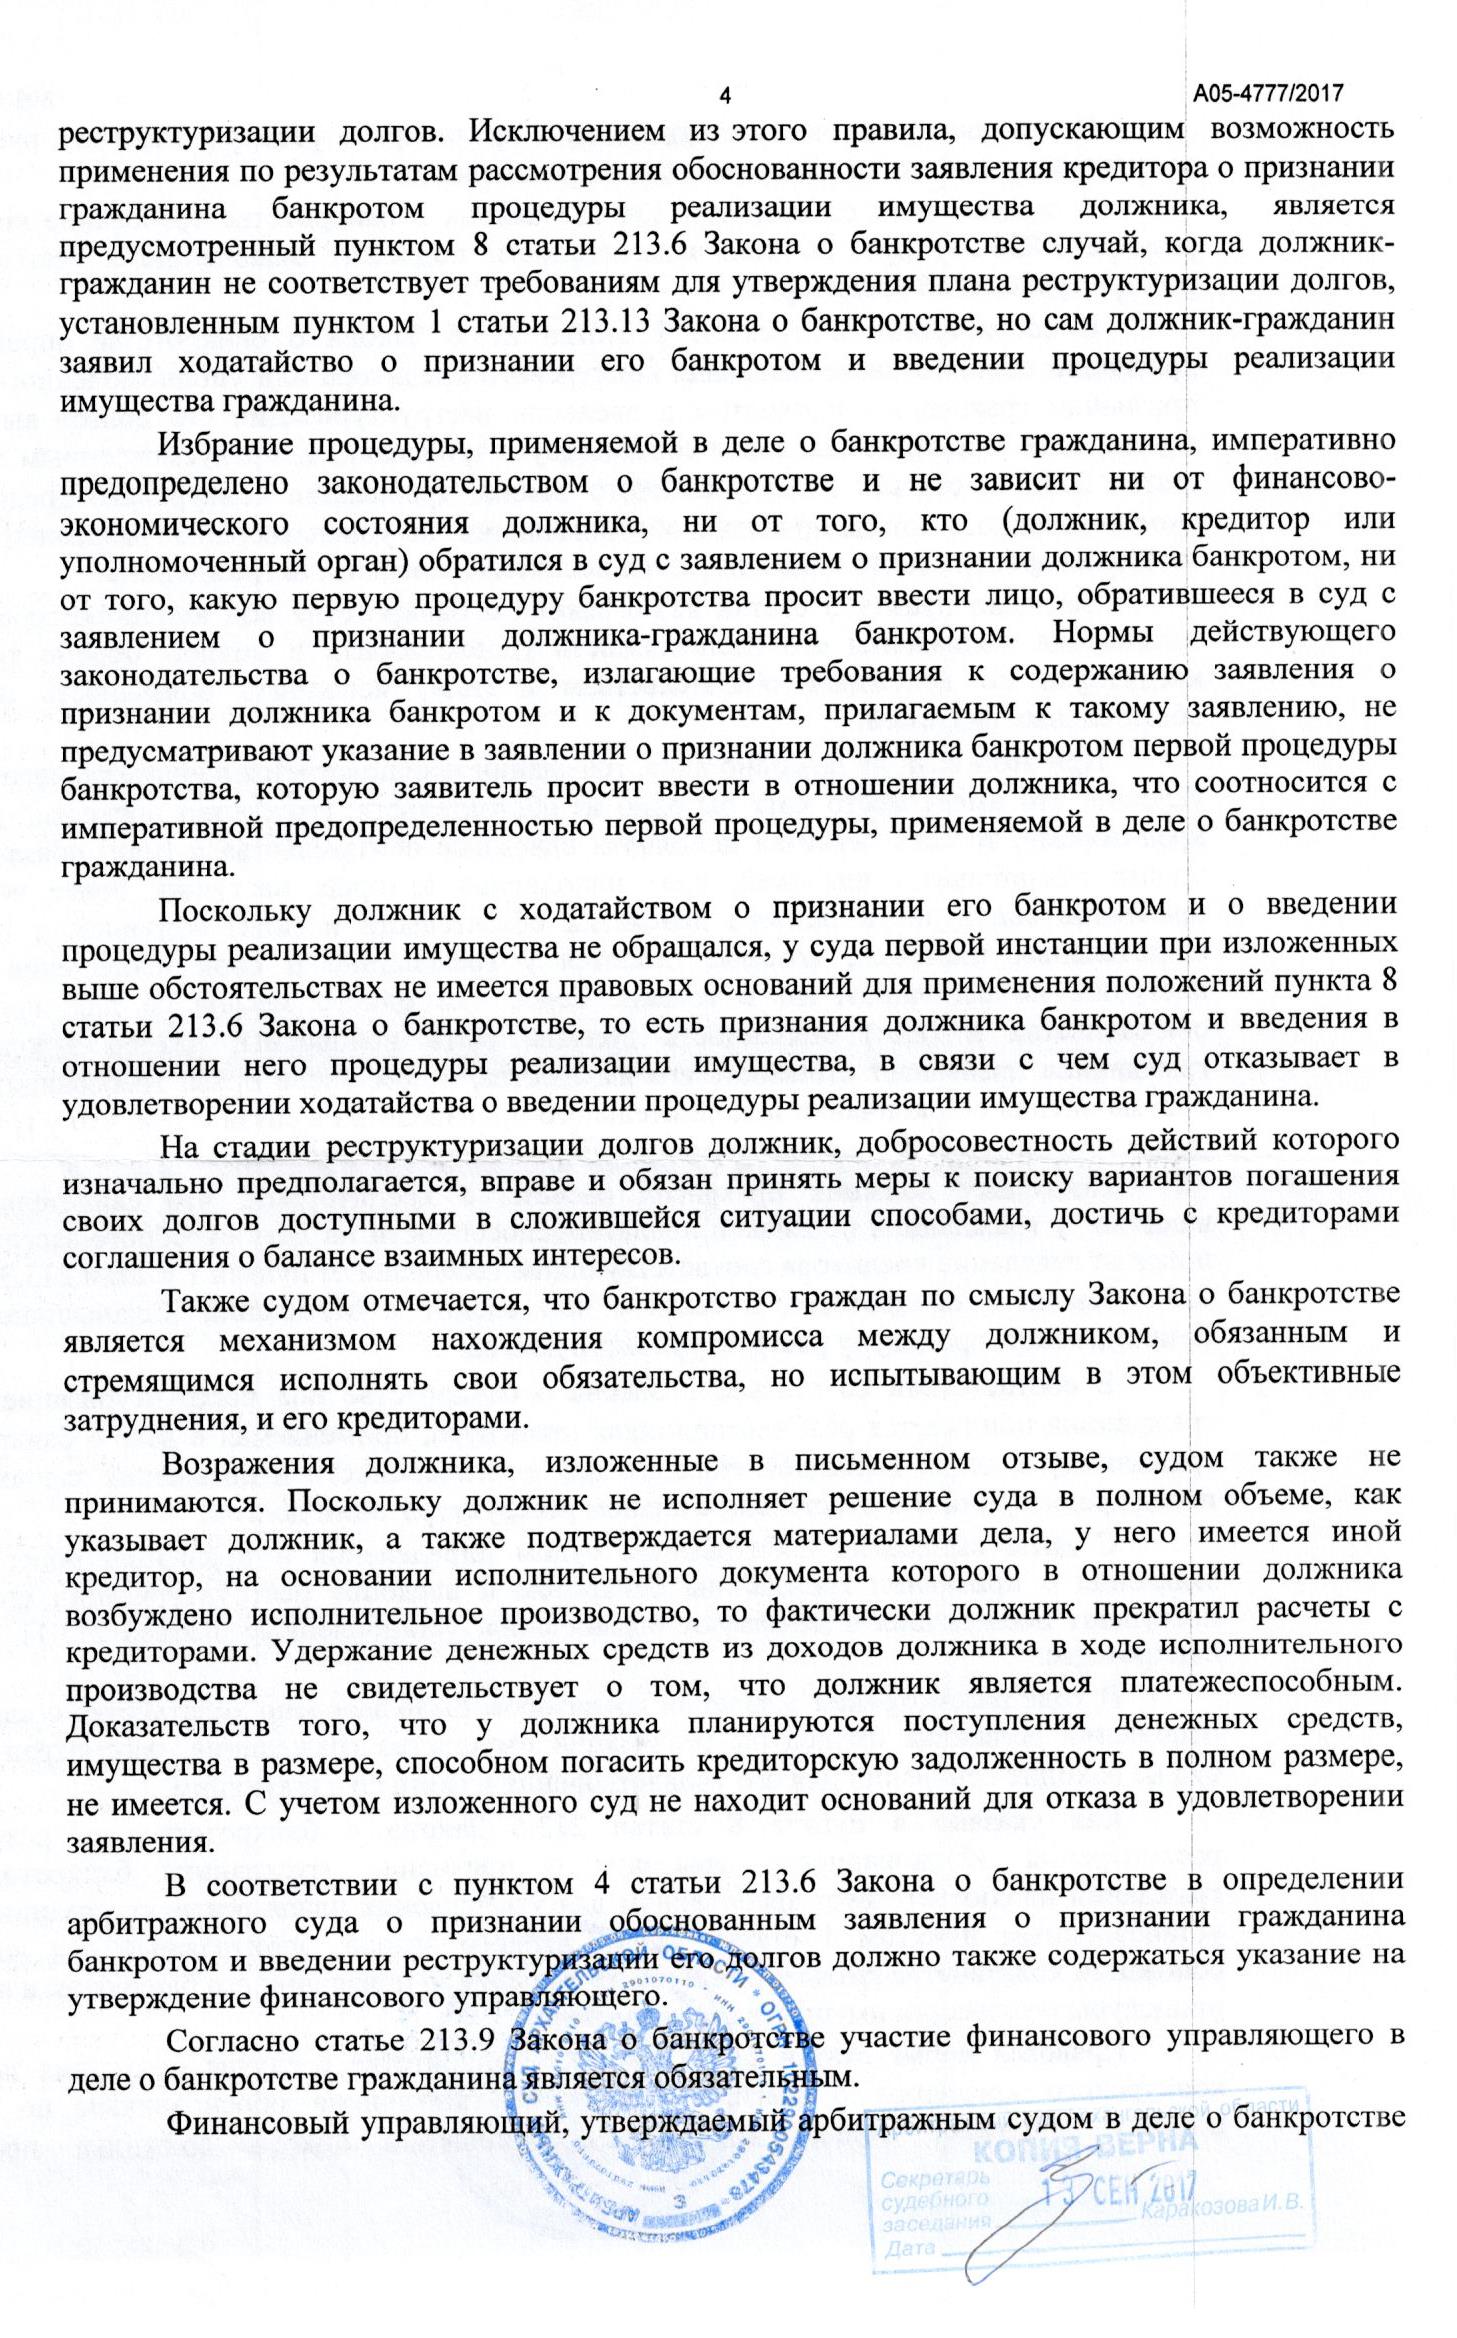 4
А05-4777/2017
реструктуризации долгов. Исключением из этого правила, допускающим возможность
применения по результатам рассмотрения обоснованности заявления кредитора о признании
гражданина банкротом процедуры реализации имущества должника, является
предусмотренный пунктом 8 статьи 213.6 Закона о банкротстве случай, когда должник-
гражданин не соответствует требованиям для утверждения плана реструктуризации долгов,
установленным пунктом 1 статьи 213.13 Закона о банкротстве, но сам должник-гражданин
заявил ходатайство о признании его банкротом и введении процедуры реализации
имущества гражданина.
Избрание процедуры, применяемой в деле о банкротстве гражданина, императивно
предопределено законодательством о банкротстве и не зависит ни от финансово-
экономического состояния должника, ни от того, кто (должник, кредитор или
уполномоченный орган) обратился в суд с заявлением о признании должника банкротом, ни
от того, какую первую процедуру банкротства просит ввести лицо, обратившееся в суд с
заявлением о признании должника-гражданина банкротом. Нормы действующего
законодательства о банкротстве, излагающие требования к содержанию заявления о
признании должника банкротом и к документам, прилагаемым к такому заявлению, не
предусматривают указание в заявлении о признании должника банкротом первой процедуры
банкротства, которую заявитель просит ввести в отношении должника, что соотносится с
императивной предопределенностью первой процедуры, применяемой в деле о банкротстве
гражданина.
Поскольку должник с ходатайством о признании его банкротом и о введении
процедуры реализации имущества не обращался, у суда первой инстанции при изложенных
выше обстоятельствах не имеется правовых оснований для применения положений пункта 8
статьи 213.6 Закона о банкротстве, то есть признания должника банкротом и введения в
отношении него процедуры реализации имущества, в связи с чем суд отказывает в
удовлетворении ходатайства о введении процедуры реализации имущества гражданина.
На стадии реструктуризации долгов должник, добросовестность действий которого
изначально предполагается, вправе и обязан принять меры к поиску вариантов погашения
своих долгов доступными в сложившейся ситуации способами, достичь с кредиторами
соглашения о балансе взаимных интересов.
Также судом отмечается, что банкротство граждан по смыслу Закона о банкротстве
является механизмом нахождения компромисса между должником, обязанным и
стремящимся исполнять свои обязательства, но испытывающим в этом объективные
затруднения, и его кредиторами.
Возражения должника, изложенные в письменном отзыве, судом также не
принимаются. Поскольку должник не исполняет решение суда в полном объеме, как
указывает должник, а также подтверждается материалами дела, у него имеется иной
кредитор, на основании исполнительного документа которого в отношении должника
возбуждено исполнительное производство, то фактически должник прекратил расчеты с
кредиторами. Удержание денежных средств из доходов должника в ходе исполнительного
производства не свидетельствует о том, что должник является платежеспособным.
Доказательств того, что у должника планируются поступления денежных средств,
имущества в размере, способном погасить кредиторскую задолженность в полном размере,
не имеется. С учетом изложенного суд не находит оснований для отказа в удовлетворении
заявления.
В соответствии с пунктом 4 статьи 213.6 Закона о банкротстве в определении
арбитражного суда о признании обоснованным заявления о признании гражданина
банкротом и введении реструктуризации его долгов должно также содержаться указание на
утверждение финансового управляющего.
Согласно статье 213.9 Закона о банкротстве участие финансового управляющего в
деле о банкротстве гражданина является обязательным.
Финансовый управляющий, утверждаемый арбитражным судом в деле о банкротстве
АРБИТРАЖНЫЙ СУД АРХАНГЕЛЬСКОЙ ОБЛАСТИ * ОГРН 1022900543476
ИНН 2901070110
3
Арбитражный суд Архангельской области
КОПИЯ ВЕРНА
Секретарь
судебного
заседания
13 СЕН 2017
Каракозова И.В.
Дата